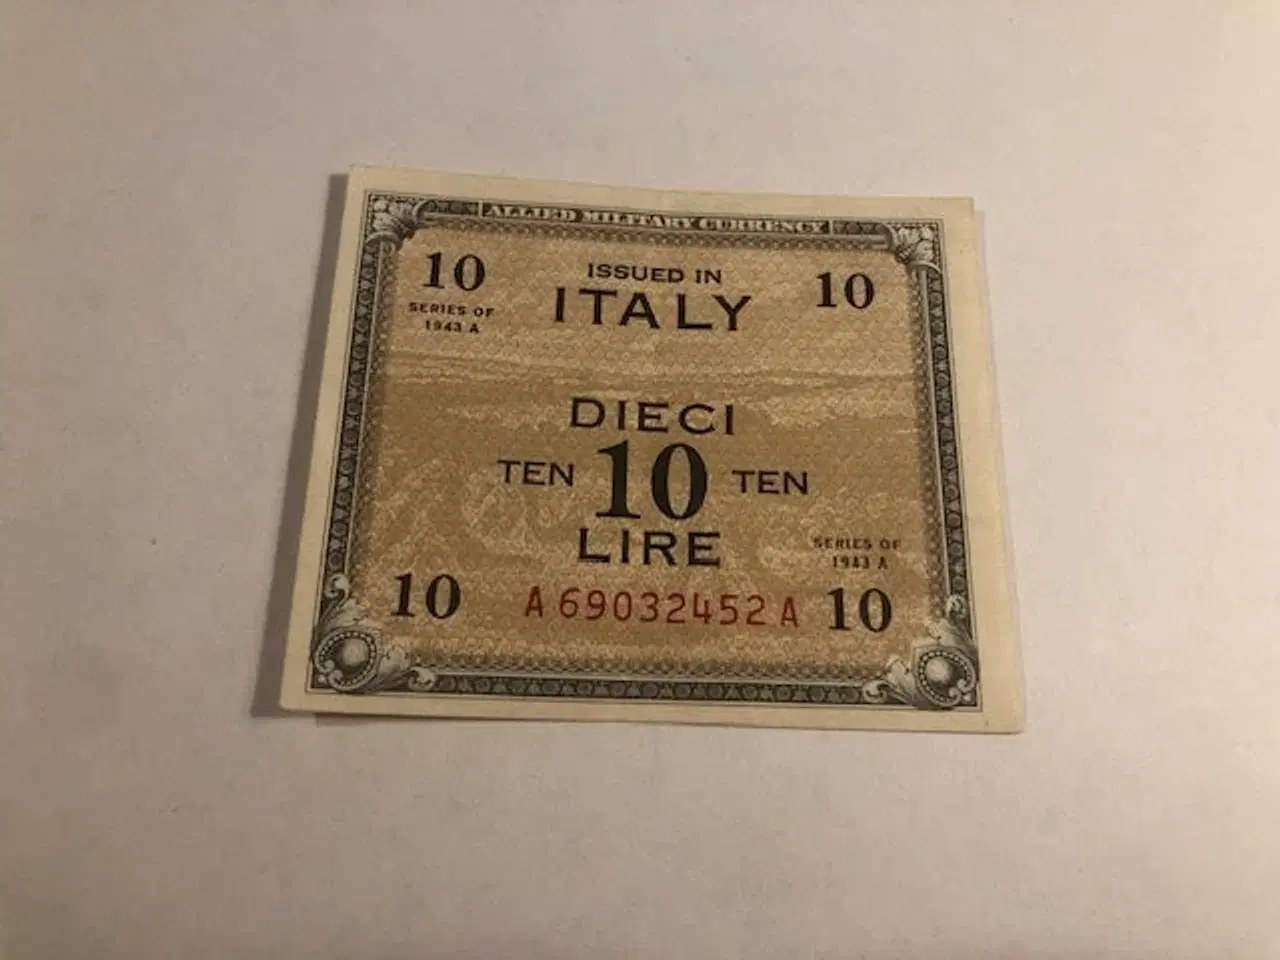 ALLIED MILITARY CURRENCY
10 ISSUED IN 10
SERIES OF ITALY
1943 A
DIECI
TEN 10 TEN
LIRE
SERIES OF
1943 A
10 A 69032452 A 10